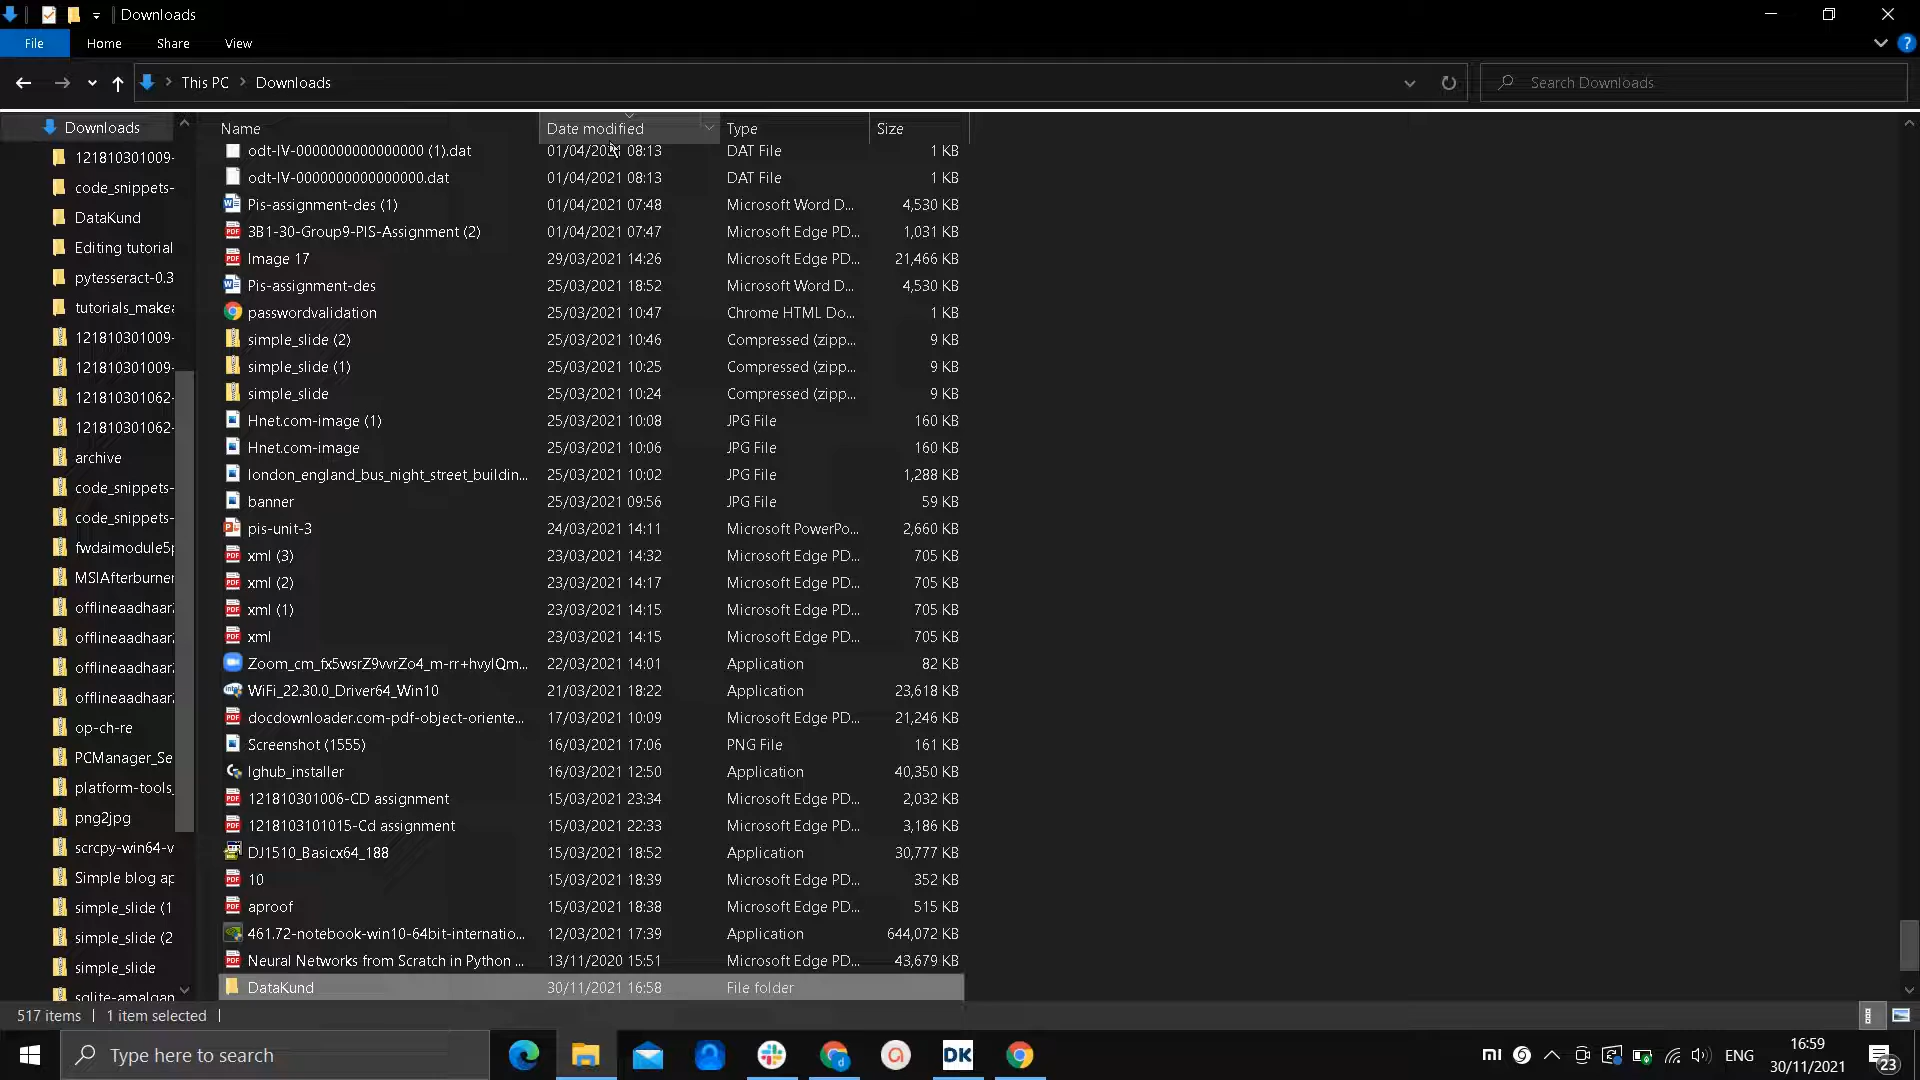 Downloads
File Home Share View
This PC Downloads Search Downloads
Downloads
121810301009-
code_snippets-
DataKund
Editing tutorial
pytesseract-0.3
tutorials_make
121810301009-
121810301009-
121810301062-
121810301062-
archive
code_snippets-
code_snippets-
fwdaimodule5
MSIAfterburner
offlineaadhaar
offlineaadhaar
offlineaadhaar
offlineaadhaar
op-ch-re
PCManager_Se
platform-tools_
png2jpg
scrcpy-win64-v
Simple blog ap
simple_slide (1
simple_slide (2
simple_slide
sqlite-amalgan
Name Date modified Type Size
odt-IV-0000000000000000 (1).dat 01/04/2021 08:13 DAT File 1 KB
odt-IV-0000000000000000.dat 01/04/2021 08:13 DAT File 1 KB
Pis-assignment-des (1) 01/04/2021 07:48 Microsoft Word D... 4,530 KB
3B1-30-Group9-PIS-Assignment (2) 01/04/2021 07:47 Microsoft Edge PD... 1,031 KB
Image 17 29/03/2021 14:26 Microsoft Edge PD... 21,466 KB
Pis-assignment-des 25/03/2021 18:52 Microsoft Word D... 4,530 KB
passwordvalidation 25/03/2021 10:47 Chrome HTML Do... 1 KB
simple_slide (2) 25/03/2021 10:46 Compressed (zipp... 9 KB
simple_slide (1) 25/03/2021 10:25 Compressed (zipp... 9 KB
simple_slide 25/03/2021 10:24 Compressed (zipp... 9 KB
Hnet.com-image (1) 25/03/2021 10:08 JPG File 160 KB
Hnet.com-image 25/03/2021 10:06 JPG File 160 KB
london_england_bus_night_street_buildin... 25/03/2021 10:02 JPG File 1,288 KB
banner 25/03/2021 09:56 JPG File 59 KB
pis-unit-3 24/03/2021 14:11 Microsoft PowerPo... 2,660 KB
xml (3) 23/03/2021 14:32 Microsoft Edge PD... 705 KB
xml (2) 23/03/2021 14:17 Microsoft Edge PD... 705 KB
xml (1) 23/03/2021 14:15 Microsoft Edge PD... 705 KB
xml 23/03/2021 14:15 Microsoft Edge PD... 705 KB
Zoom_cm_fx5wsrZ9vvrZo4_m-rr+hvylQm... 22/03/2021 14:01 Application 82 KB
WiFi_22.30.0_Driver64_Win10 21/03/2021 18:22 Application 23,618 KB
docdownloader.com-pdf-object-oriente... 17/03/2021 10:09 Microsoft Edge PD... 21,246 KB
Screenshot (1555) 16/03/2021 17:06 PNG File 161 KB
lghub_installer 16/03/2021 12:50 Application 40,350 KB
121810301006-CD assignment 15/03/2021 23:34 Microsoft Edge PD... 2,032 KB
1218103101015-Cd assignment 15/03/2021 22:33 Microsoft Edge PD... 3,186 KB
DJ1510_Basicx64_188 15/03/2021 18:52 Application 30,777 KB
10 15/03/2021 18:39 Microsoft Edge PD... 352 KB
aproof 15/03/2021 18:38 Microsoft Edge PD... 515 KB
461.72-notebook-win10-64bit-internatio... 12/03/2021 17:39 Application 644,072 KB
Neural Networks from Scratch in Python ... 13/11/2020 15:51 Microsoft Edge PD... 43,679 KB
DataKund 30/11/2021 16:58 File folder
517 items 1 item selected
Type here to search
DK
ENG
16:59
30/11/2021
23